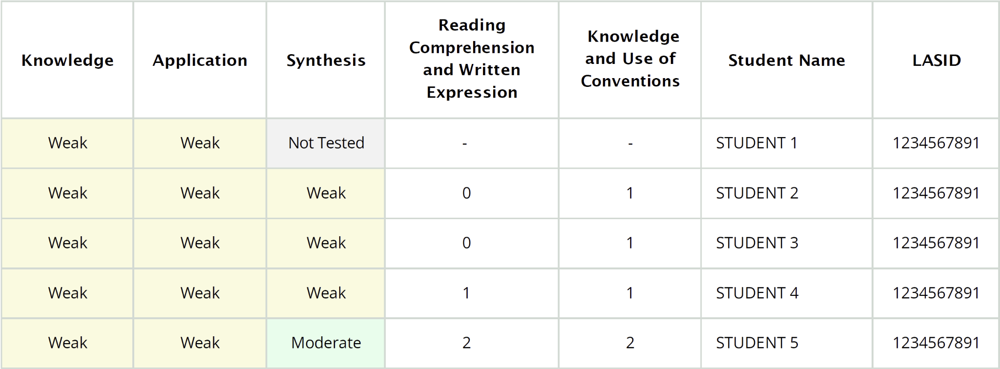 Knowledge Application Synthesis Reading Comprehension and Written Expression Knowledge and Use of Conventions Student Name LASID
Weak Weak Not Tested - - STUDENT 1 1234567891
Weak Weak Weak 0 1 STUDENT 2 1234567891
Weak Weak Weak 0 1 STUDENT 3 1234567891
Weak Weak Weak 1 1 STUDENT 4 1234567891
Weak Weak Moderate 2 2 STUDENT 5 1234567891